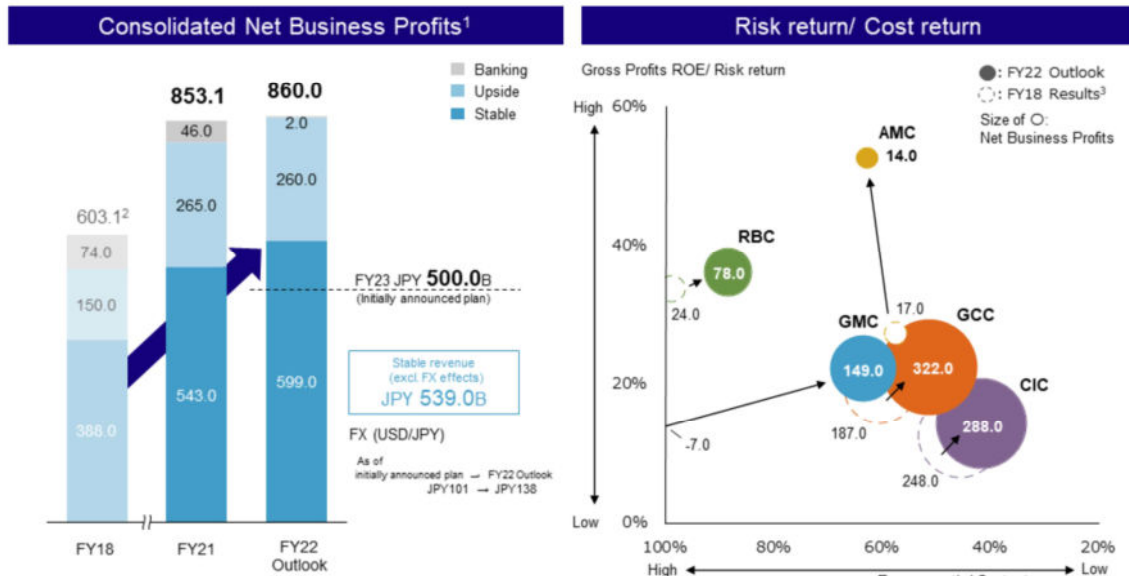 Consolidated Net Business Profits¹
Banking
Upside
Stable
853.1
860.0
46.0
2.0
265.0
260.0
603.1²
74.0
150.0
388.0
543.0
599.0
FY23 JPY 500.0B
(Initially announced plan)
Stable revenue
(excl. FX effects)
JPY 539.0B
FX (USD/JPY)
As of
initially announced plan → FY22 Outlook
JPY101 → JPY138
FY18
FY21
FY22
Outlook
Risk return/ Cost return
Gross Profits ROE/ Risk return
: FY22 Outlook
: FY18 Results³
Size of O:
Net Business Profits
High
60%
AMC
14.0
40%
RBC
78.0
24.0
17.0
GMC
GCC
149.0
322.0
CIC
20%
288.0
187.0
-7.0
248.0
Low
0%
100%
80%
60%
40%
20%
High
Low